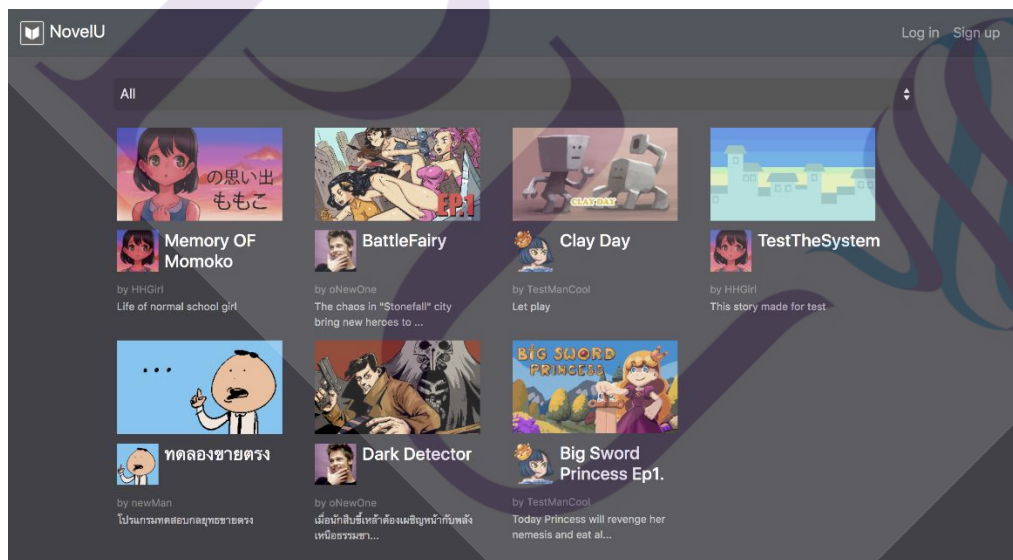 NovelU
Log in Sign up
All
の思い出
ももこ
EP.1
CLAY DAY
Memory OF
Momoko
BattleFairy
Clay Day
TestTheSystem
by HHGirl
by oNewOne
by TestManCool
by HHGirl
Life of normal school girl
The chaos in "Stonefall" city
bring new heroes to ...
Let play
This story made for test
...
BIG SWORD
PRINCESS
ทดลองขายตรง
Dark Detector
Big Sword
Princess Ep1.
by newMan
by oNewOne
by TestManCool
โปรแกรมทดสอบกลยุทธขายตรง
เมื่อนักสืบขี้เหล้าต้องเผชิญหน้ากับพลัง
เหนือธรรมชา...
Today Princess will revenge her
nemesis and eat al...